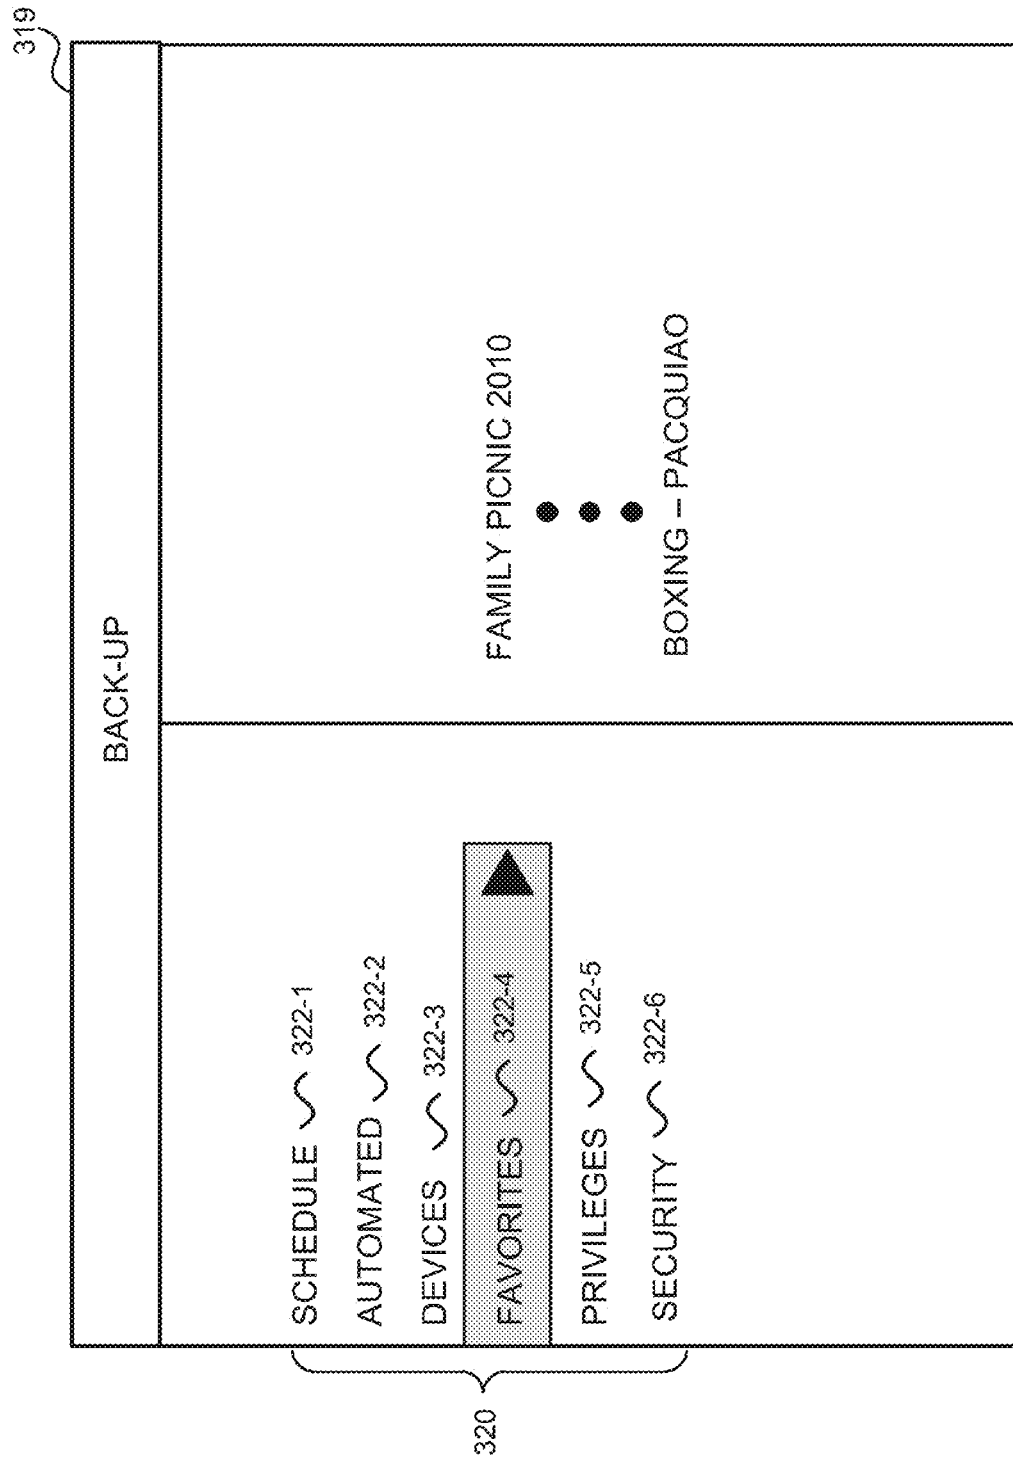 319
BACK-UP
SCHEDULE 322-1
AUTOMATED 322-2
DEVICES 322-3
FAVORITES 322-4
PRIVILEGES 322-5
SECURITY 322-6
320
FAMILY PICNIC 2010
BOXING – PACQUIAO